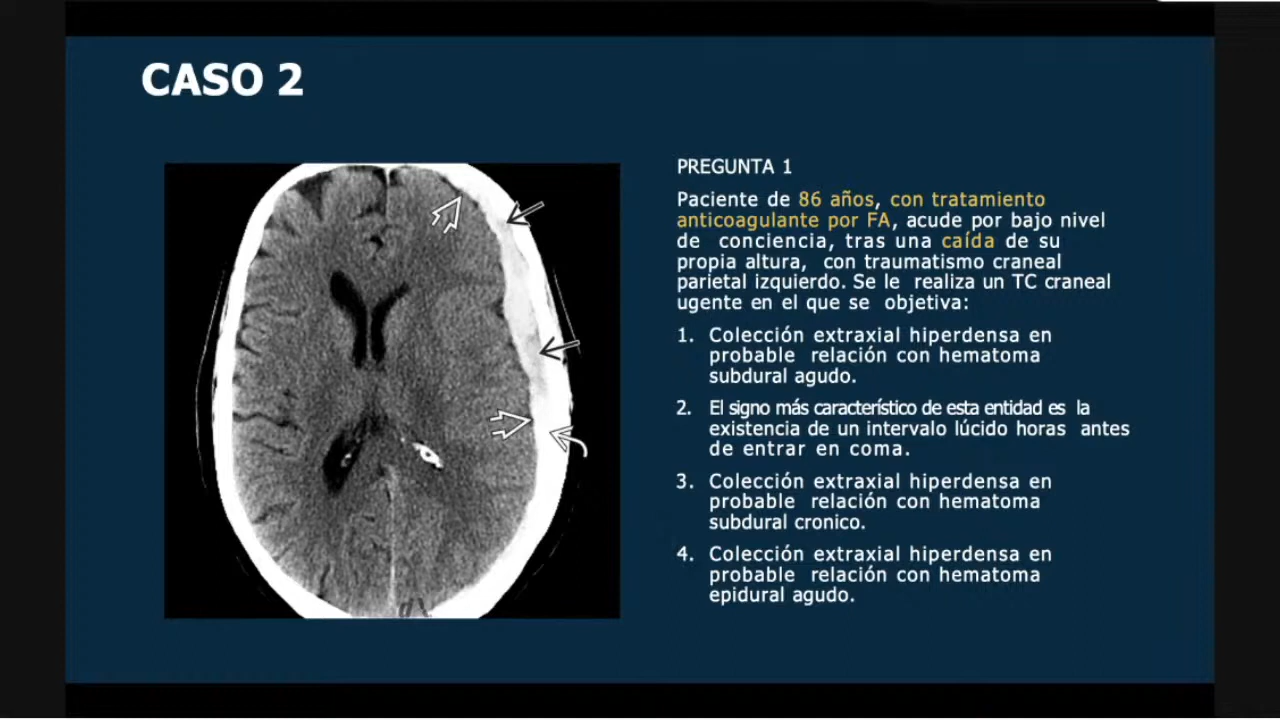 CASO 2
PREGUNTA 1
Paciente de 86 años, con tratamiento
anticoagulante por FA, acude por bajo nivel
de conciencia, tras una caída de su
propia altura, con traumatismo craneal
parietal izquierdo. Se le realiza un TC craneal
ugente en el que se objetiva:
1. Colección extraxial hiperdensa en
probable relación con hematoma
subdural agudo.
2. El signo más característico de esta entidad es la
existencia de un intervalo lúcido horas antes
de entrar en coma.
3. Colección extraxial hiperdensa en
probable relación con hematoma
subdural cronico.
4. Colección extraxial hiperdensa en
probable relación con hematoma
epidural agudo.